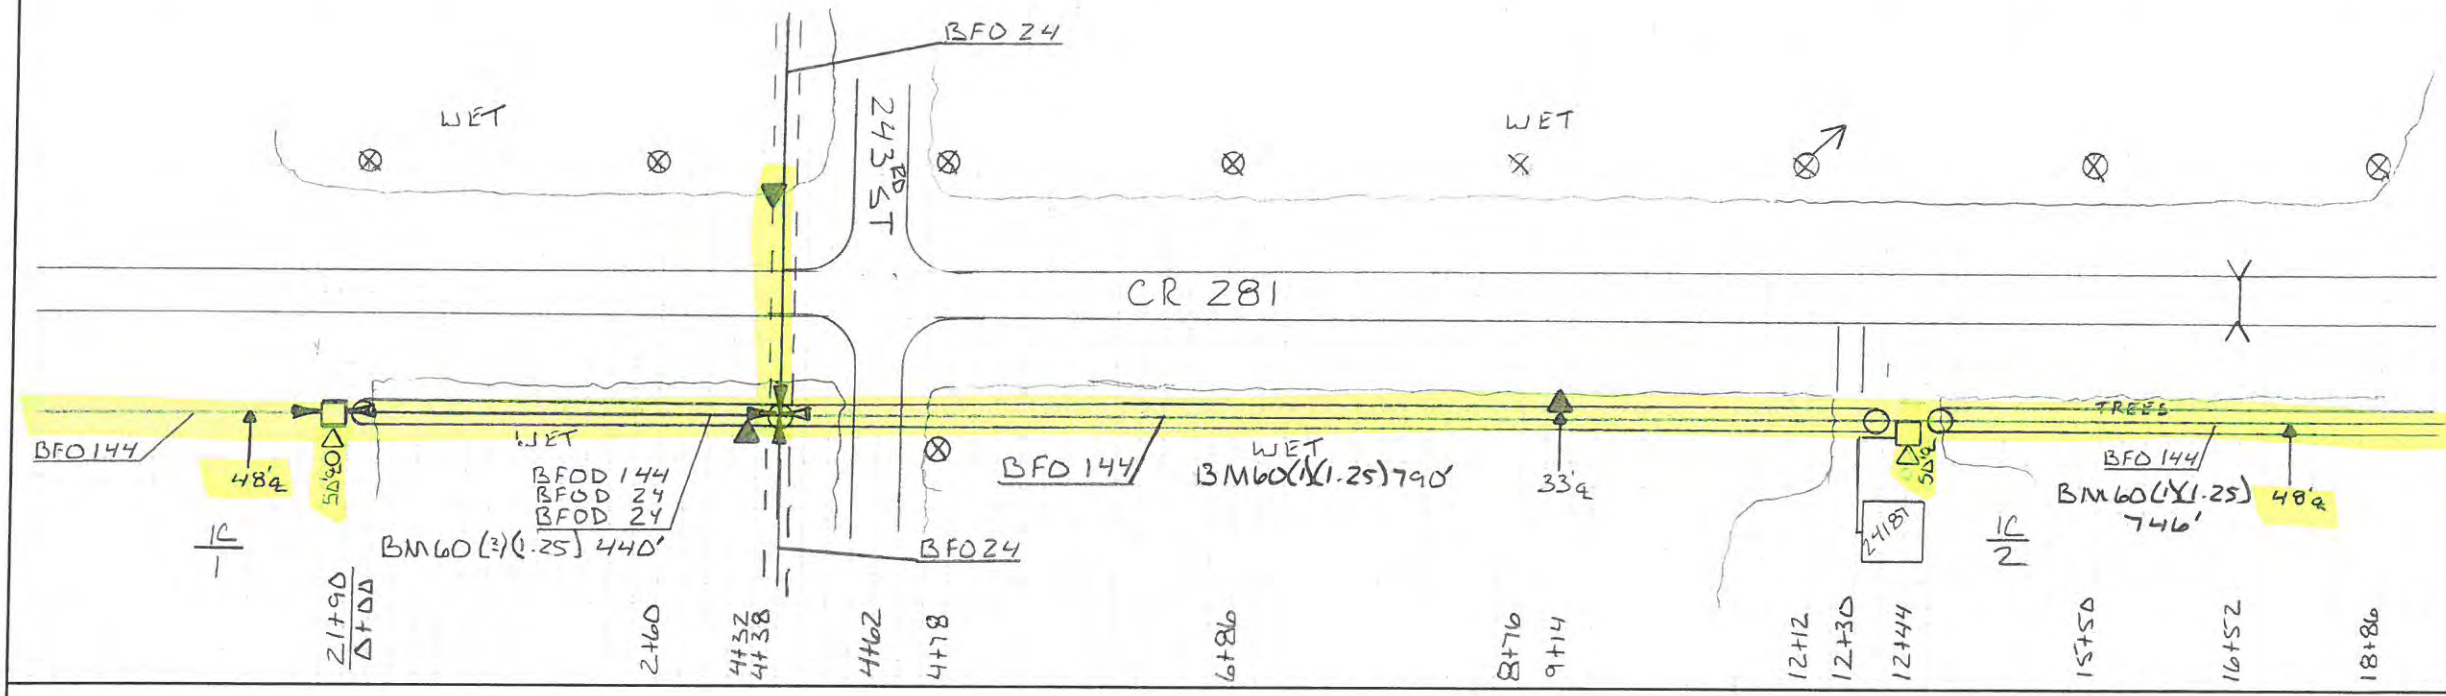 BFO 24
WET
WET
243RD ST
CR 281
BFO 144
48'℄
50'℄
WET
BFOD 144
BFOD 24
BFOD 24
BM60(3)(1.25) 440'
BFO 24
BFO 144
WET
BM60(1)(1.25)790'
33'℄
TREES
50'℄
BFO 144
BM60(1)(1.25)
746'
48'℄
24187
1C
1
1C
2
21+90
0+00
2+60
4+32
4+38
4+62
4+78
6+86
8+76
9+14
12+12
12+30
12+44
15+50
16+52
18+86